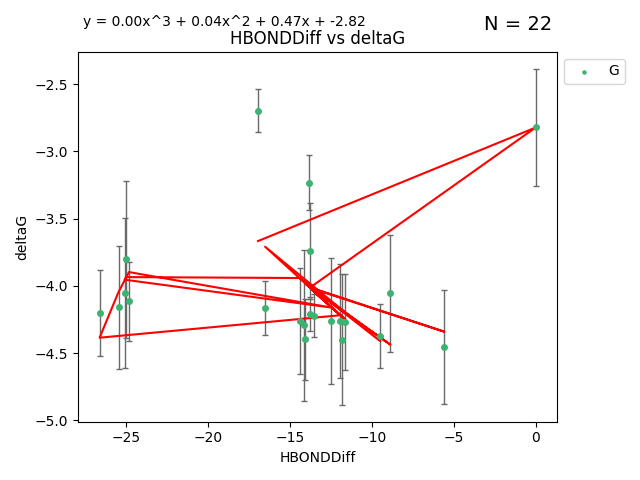 y = 0.00x^3 + 0.04x^2 + 0.47x + -2.82
N = 22
HBONDDiff vs deltaG
G
deltaG
−2.5
−3.0
−3.5
−4.0
−4.5
−5.0
−25
−20
−15
−10
−5
0
HBONDDiff